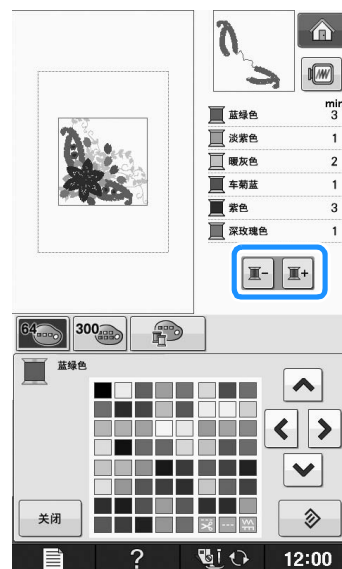 min
蓝绿色 3
淡紫色 1
暖灰色 2
车菊蓝 1
紫色 3
深玫瑰色 1
- +
64 300
蓝绿色
关闭
? 12:00